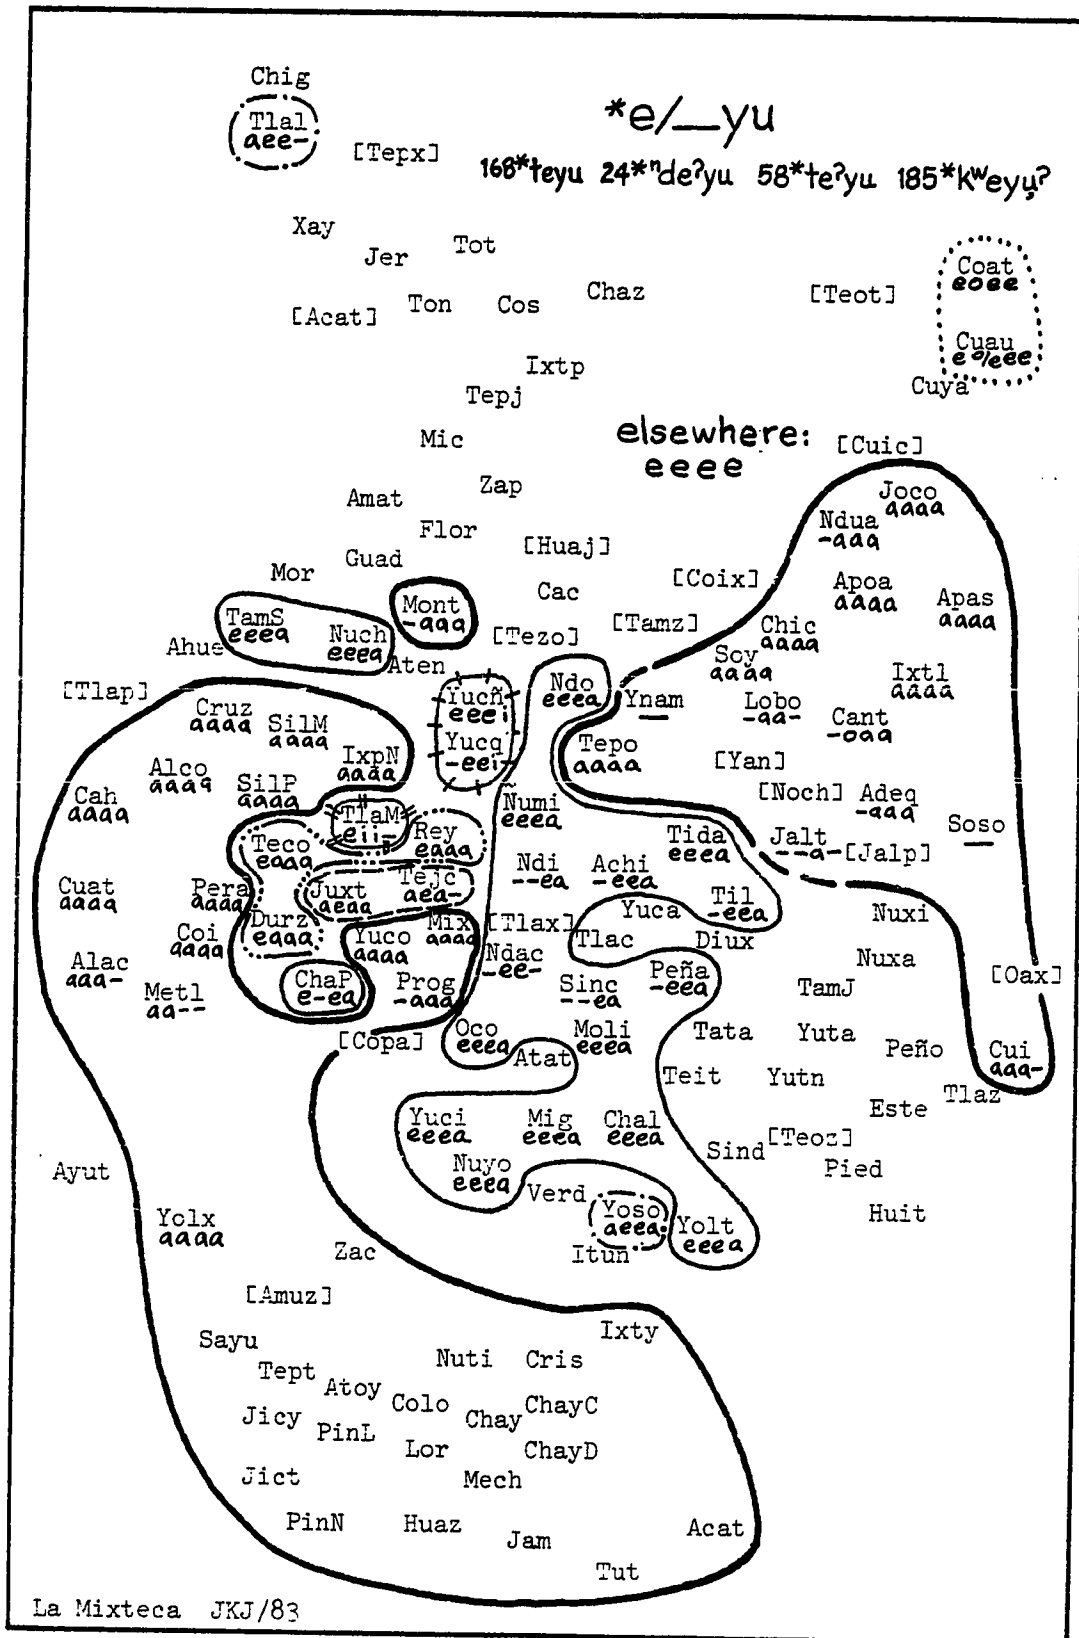 Chig
Tlal
aee-
[Tepx]
*e/__yu
168*teyu 24*ⁿdeˀyu 58*teˀyu 185*kʷeyų́ˀ
Xay
Jer
Tot
Coat
eoee
[Acat]
Ton
Cos
Chaz
[Teot]
Cuau
e%eee
Ixtp
Cuya
Tepj
Mic
elsewhere:
eeee
[Cuic]
Amat
Zap
Joco
aaaa
Flor
Ndua
-aaa
Guad
[Huaj]
Mor
Cac
[Coix]
Apoa
aaaa
Apas
aaaa
TamS
eeea
Nuch
eeea
Mont
-aaa
[Tezo]
[Tamz]
Chic
aaaa
Ahue
Aten
Soy
aaaa
Ixtl
aaaa
[Tlap]
Yucñ
eeei
Ndo
eeea
Ynam
__
Lobo
-aa-
Cant
-oaa
Cruz
aaaa
SilM
aaaa
Yucq
-eei
Tepo
aaaa
IxpN
aaaa
[Yan]
Alco
aaaa
SilP
aaaa
[Noch]
Adeq
-aaa
Cah
aaaa
TlaM
eii-
Rey
eaaa
Ñumi
eeea
Tida
eeea
Jalt
--a-
[Jalp]
Soso
__
Teco
eaaa
Ndi
--ea
Achi
-eea
Cuat
aaaa
Pera
aaaa
Juxt
aeaa
Tejc
aea-
Til
-eea
Yuca
Nuxi
Durz
eaaa
Coi
aaaa
Yuco
aaaa
Mix
aaaa
[Tlax]
Tlac
Diux
Nuxa
Alac
aaa-
Ndac
-ee-
Metl
aa--
ChaP
e-ea
Prog
-aaa
Sinc
--ea
Peña
-eea
TamJ
[Oax]
[Copa]
Oco
eeea
Moli
eeea
Tata
Yuta
Peño
Cui
aaa-
Atat
Teit
Yutn
Tlaz
Este
Yuci
eeea
Mig
eeea
Chal
eeea
Sind
[Teoz]
Ayut
Nuyo
eeea
Verd
Pied
Yoso
aeea
Yolt
eeea
Huit
Yolx
aaaa
Zac
Itun
[Amuz]
Sayu
Ixty
Nuti
Cris
Tept
Atoy
Colo
Chay
ChayC
Jicy
PinL
Lor
ChayD
Jict
Mech
PinN
Huaz
Jam
Acat
Tut
La Mixteca JKJ/83